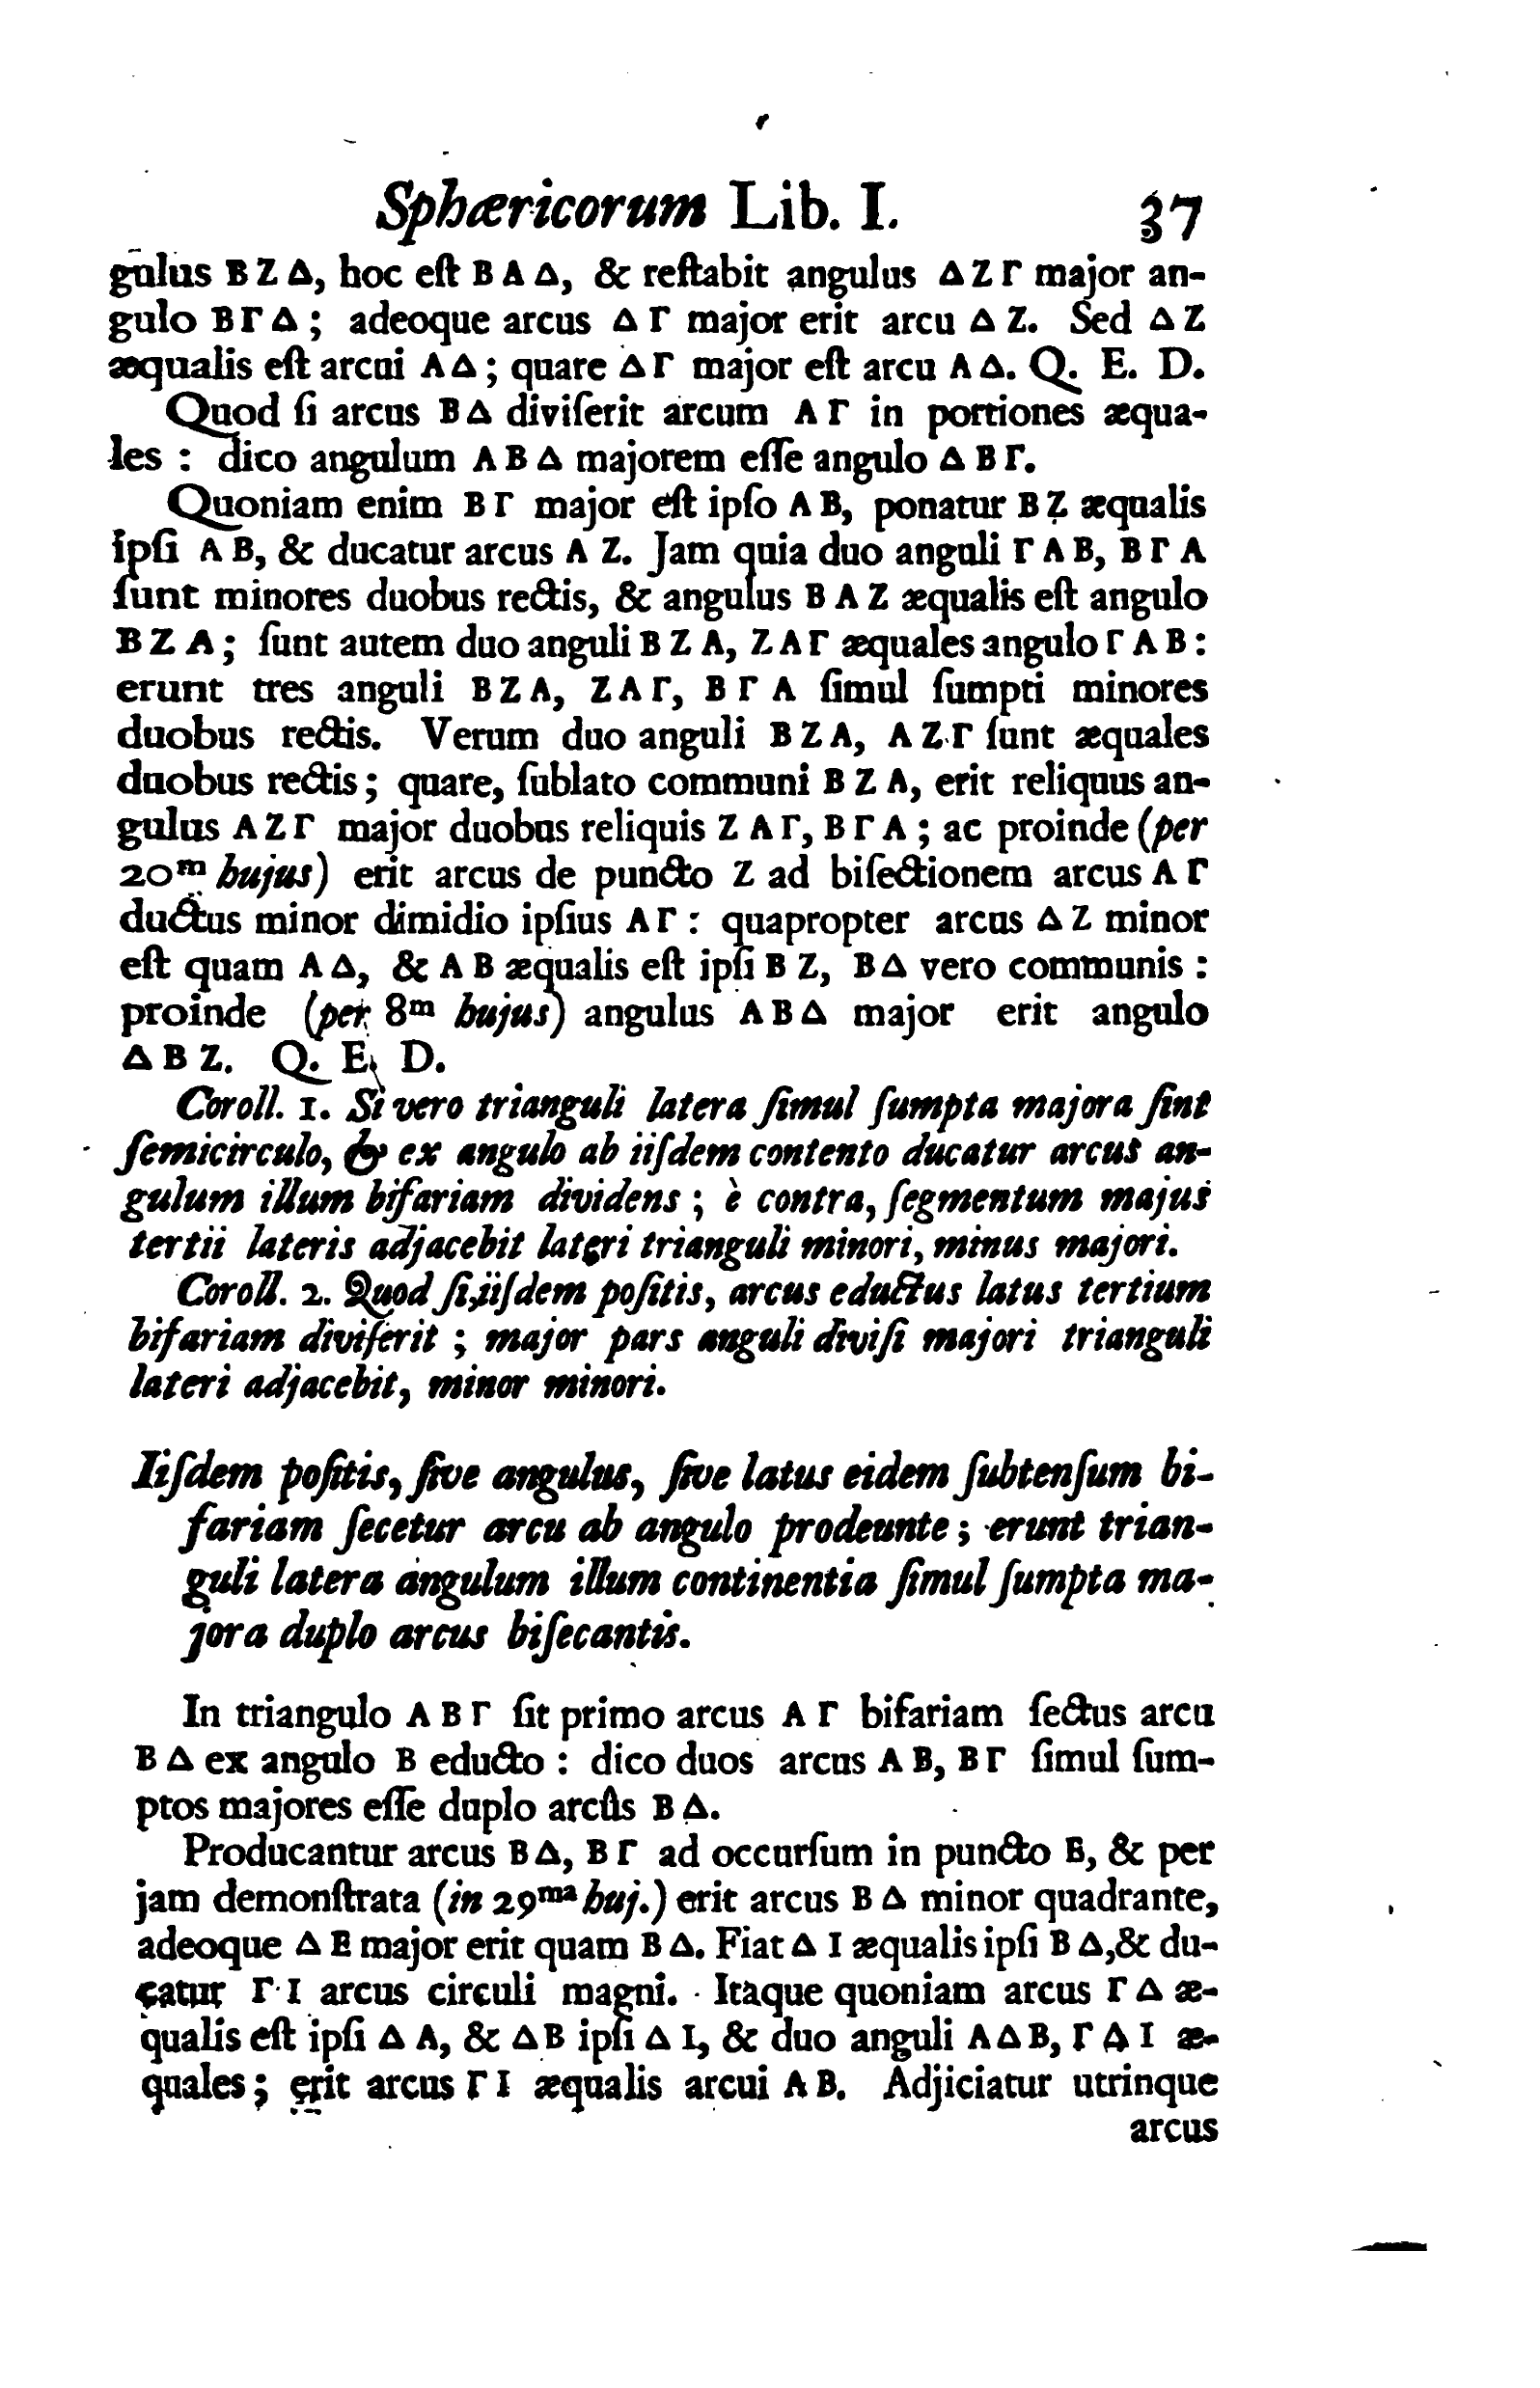 Sphæricorum Lib. I. 37
gulus Β Ζ Δ, hoc eſt Β Α Δ, & reſtabit angulus Δ Ζ Γ major an-
gulo Β Γ Δ; adeoque arcus Δ Γ major erit arcu Δ Ζ. Sed Δ Ζ
æqualis eſt arcui Α Δ; quare Δ Γ major eſt arcu Α Δ. Q. E. D.
Quod ſi arcus Β Δ diviſerit arcum Α Γ in portiones æqua-
les : dico angulum Α Β Δ majorem eſſe angulo Δ Β Γ.
Quoniam enim Β Γ major eſt ipſo Α Β, ponatur Β Ζ æqualis
ipſi Α Β, & ducatur arcus Α Ζ. Jam quia duo anguli Γ Α Β, Β Γ Α
ſunt minores duobus rectis, & angulus Β Α Ζ æqualis eſt angulo
Β Ζ Α; ſunt autem duo anguli Β Ζ Α, Ζ Α Γ æquales angulo Γ Α Β:
erunt tres anguli Β Ζ Α, Ζ Α Γ, Β Γ Α ſimul ſumpti minores
duobus rectis. Verum duo anguli Β Ζ Α, Α Ζ Γ ſunt æquales
duobus rectis; quare, ſublato communi Β Ζ Α, erit reliquus an-
gulus Α Ζ Γ major duobus reliquis Ζ Α Γ, Β Γ Α; ac proinde (per
20m hujus) erit arcus de puncto Ζ ad biſectionem arcus Α Γ
ductus minor dimidio ipſius Α Γ: quapropter arcus Δ Ζ minor
eſt quam Α Δ, & Α Β æqualis eſt ipſi Β Ζ, Β Δ vero communis :
proinde (per 8m hujus) angulus Α Β Δ major erit angulo
Δ Β Ζ. Q. E. D.
Coroll. 1. Si vero trianguli latera ſimul ſumpta majora ſint
ſemicirculo, & ex angulo ab iiſdem contento ducatur arcus an-
gulum illum bifariam dividens; è contra, ſegmentum majus
tertii lateris adjacebit lateri trianguli minori, minus majori.
Coroll. 2. Quod ſi, iiſdem poſitis, arcus eductus latus tertium
bifariam diviſerit; major pars anguli diviſi majori trianguli
lateri adjacebit, minor minori.
Iiſdem poſitis, ſive angulus, ſive latus eidem ſubtenſum bi-
fariam ſecetur arcu ab angulo prodeunte; erunt trian-
guli latera angulum illum continentia ſimul ſumpta ma-
jora duplo arcus biſecantis.
In triangulo Α Β Γ ſit primo arcus Α Γ bifariam ſectus arcu
Β Δ ex angulo Β educto : dico duos arcus Α Β, Β Γ ſimul ſum-
ptos majores eſſe duplo arcûs Β Δ.
Producantur arcus Β Δ, Β Γ ad occurſum in puncto Ε, & per
jam demonſtrata (in 29ma huj.) erit arcus Β Δ minor quadrante,
adeoque Δ Ε major erit quam Β Δ. Fiat Δ Ι æqualis ipſi Β Δ, & du-
catur Γ Ι arcus circuli magni. Itaque quoniam arcus Γ Δ æ-
qualis eſt ipſi Δ Α, & Δ Β ipſi Δ Ι, & duo anguli Α Δ Β, Γ Δ Ι æ-
quales; erit arcus Γ Ι æqualis arcui Α Β. Adjiciatur utrinque
arcus